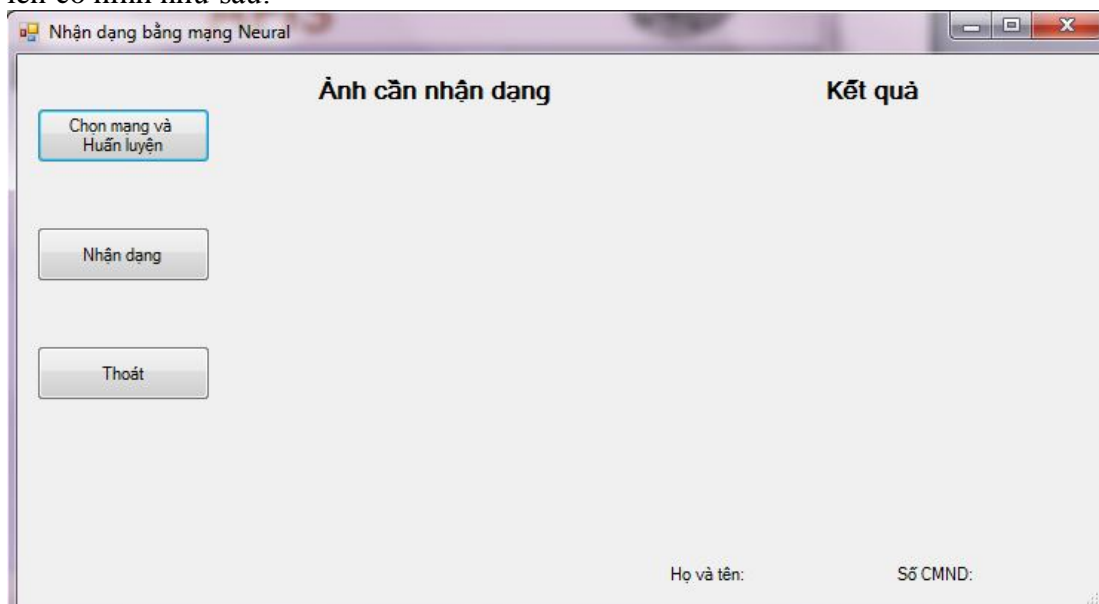 Nhận dạng bằng mạng Neural
Ảnh cần nhận dạng
Kết quả
Chọn mạng và
Huấn luyện
Nhận dạng
Thoát
Họ và tên:
Số CMND: